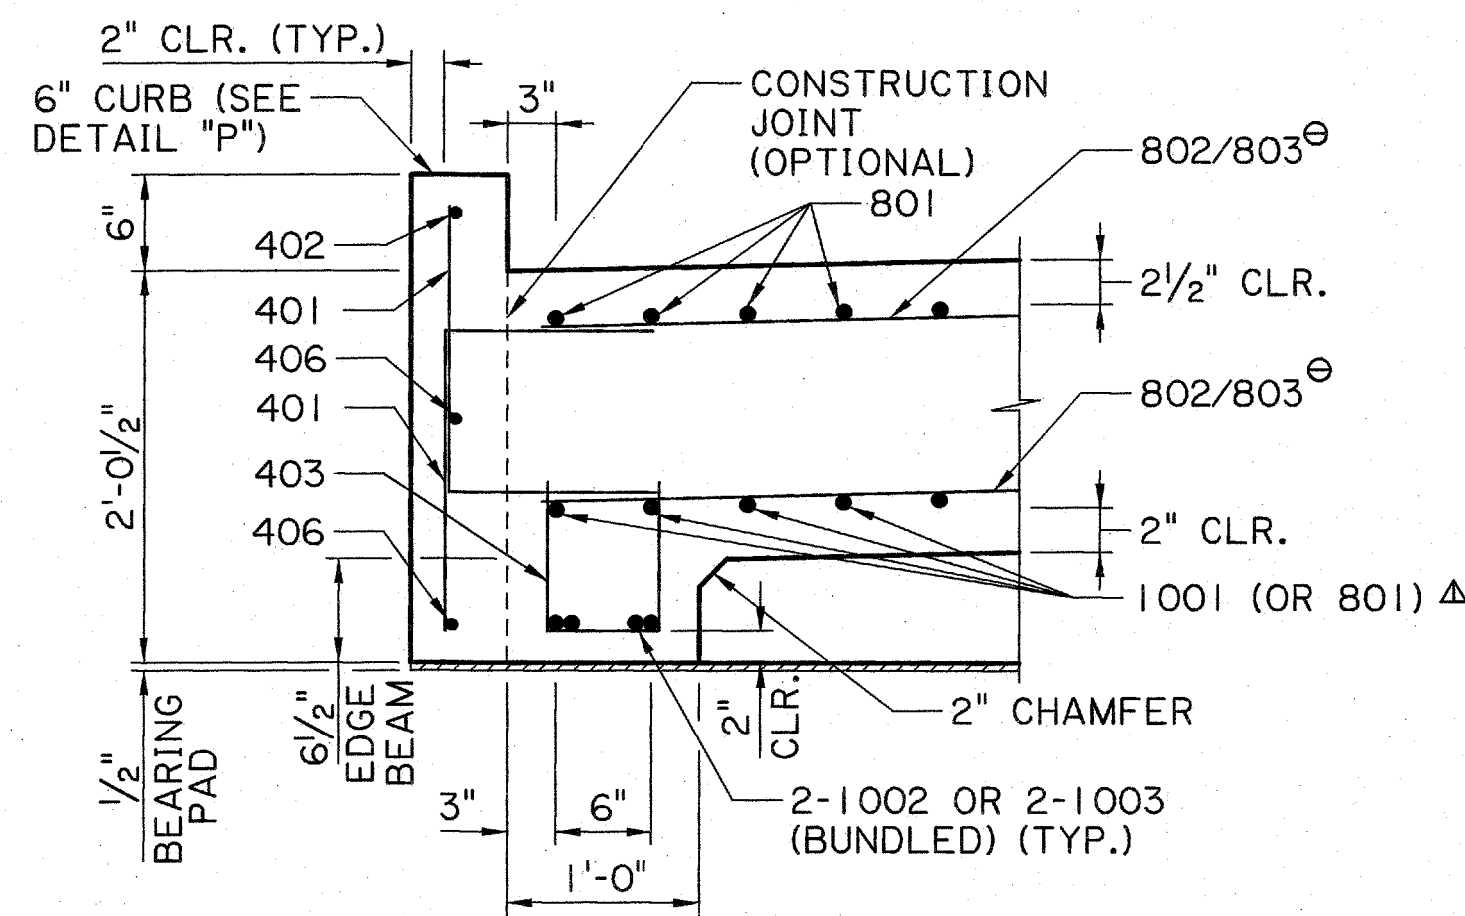 2" CLR. (TYP.)
6" CURB (SEE
DETAIL "P")
3"
CONSTRUCTION
JOINT
(OPTIONAL)
801
802/803⊖
6"
402
401
406
401
403
406
2'-0½"
2½" CLR.
802/803⊖
2" CLR.
1001 (OR 801)
½"
BEARING
PAD
6½"
EDGE
BEAM
2"
CLR.
2" CHAMFER
3"
6"
1'-0"
2-1002 OR 2-1003
(BUNDLED) (TYP.)